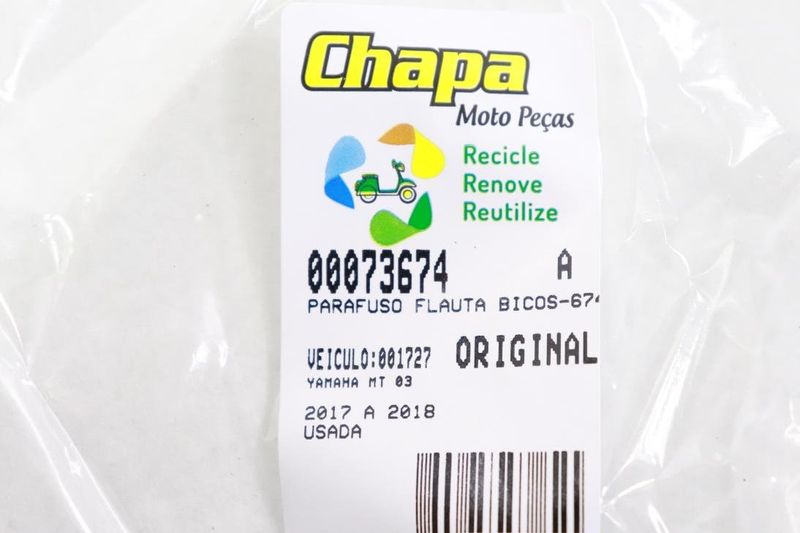 Chapa
Moto Peças
Recicle
Renove
Reutilize
00073674 A
PARAFUSO FLAUTA BICOS-674
VEICULO:001727 ORIGINAL
YAMAHA MT 03
2017 A 2018
USADA